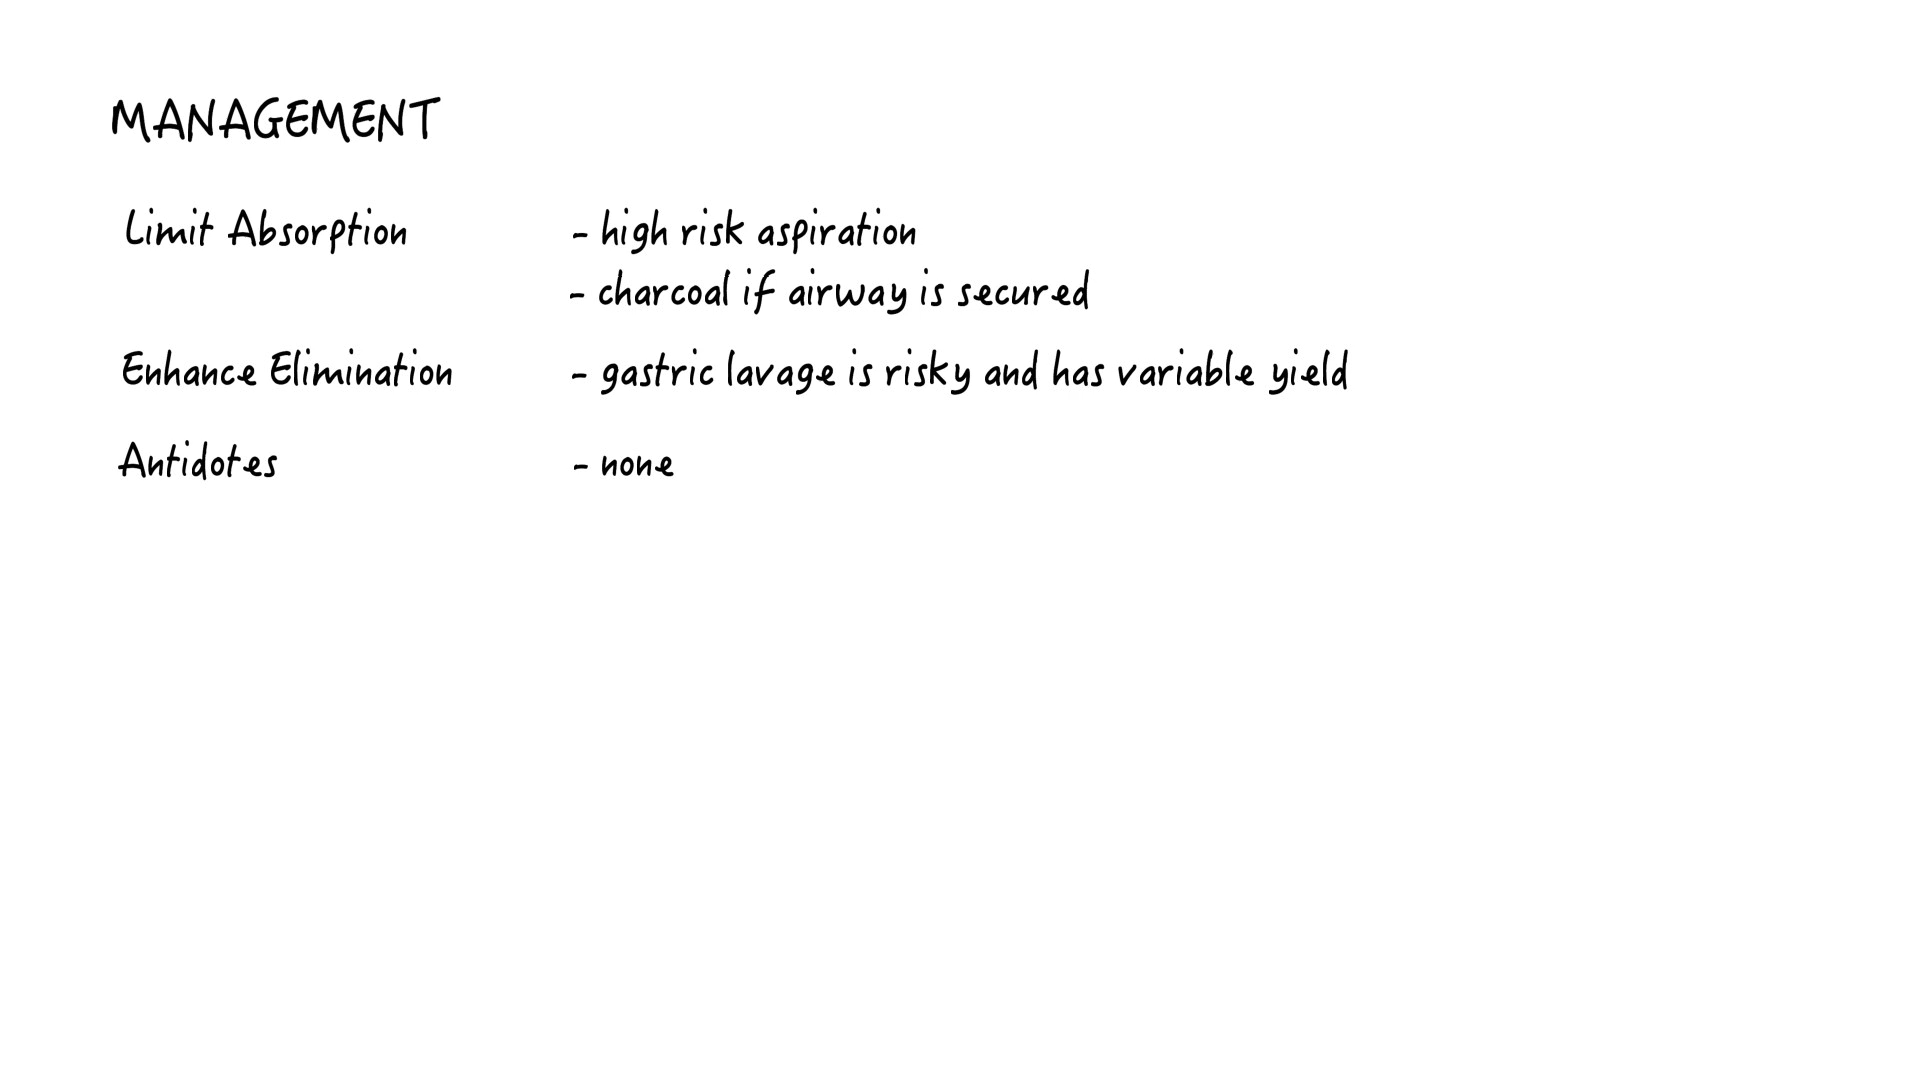 MANAGEMENT
Limit Absorption - high risk aspiration
- charcoal if airway is secured
Enhance Elimination - gastric lavage is risky and has variable yield
Antidotes - none